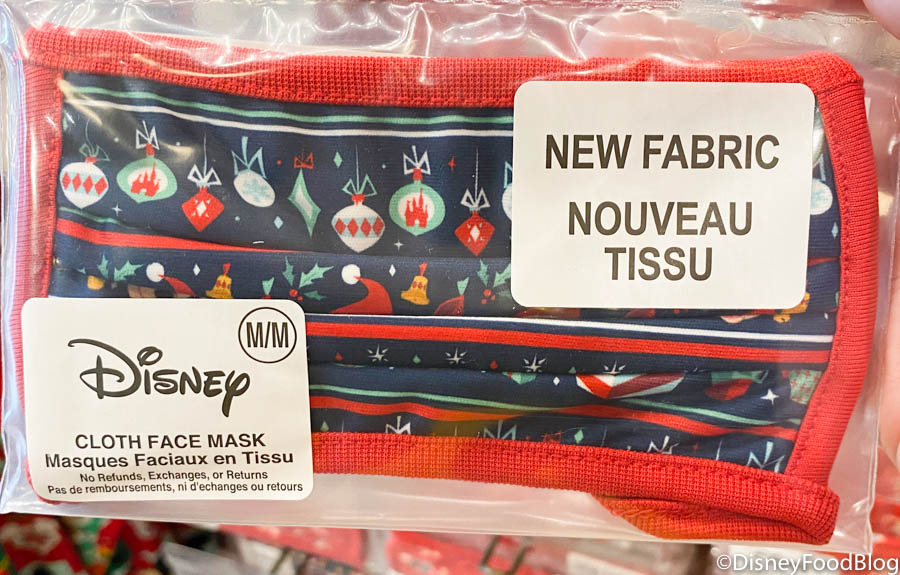 NEW FABRIC
NOUVEAU
TISSU
M/M
Disney
CLOTH FACE MASK
Masques Faciaux en Tissu
No Refunds, Exchanges, or Returns
Pas de remboursements, ni d'echanges ou retours
©DisneyFoodBlog